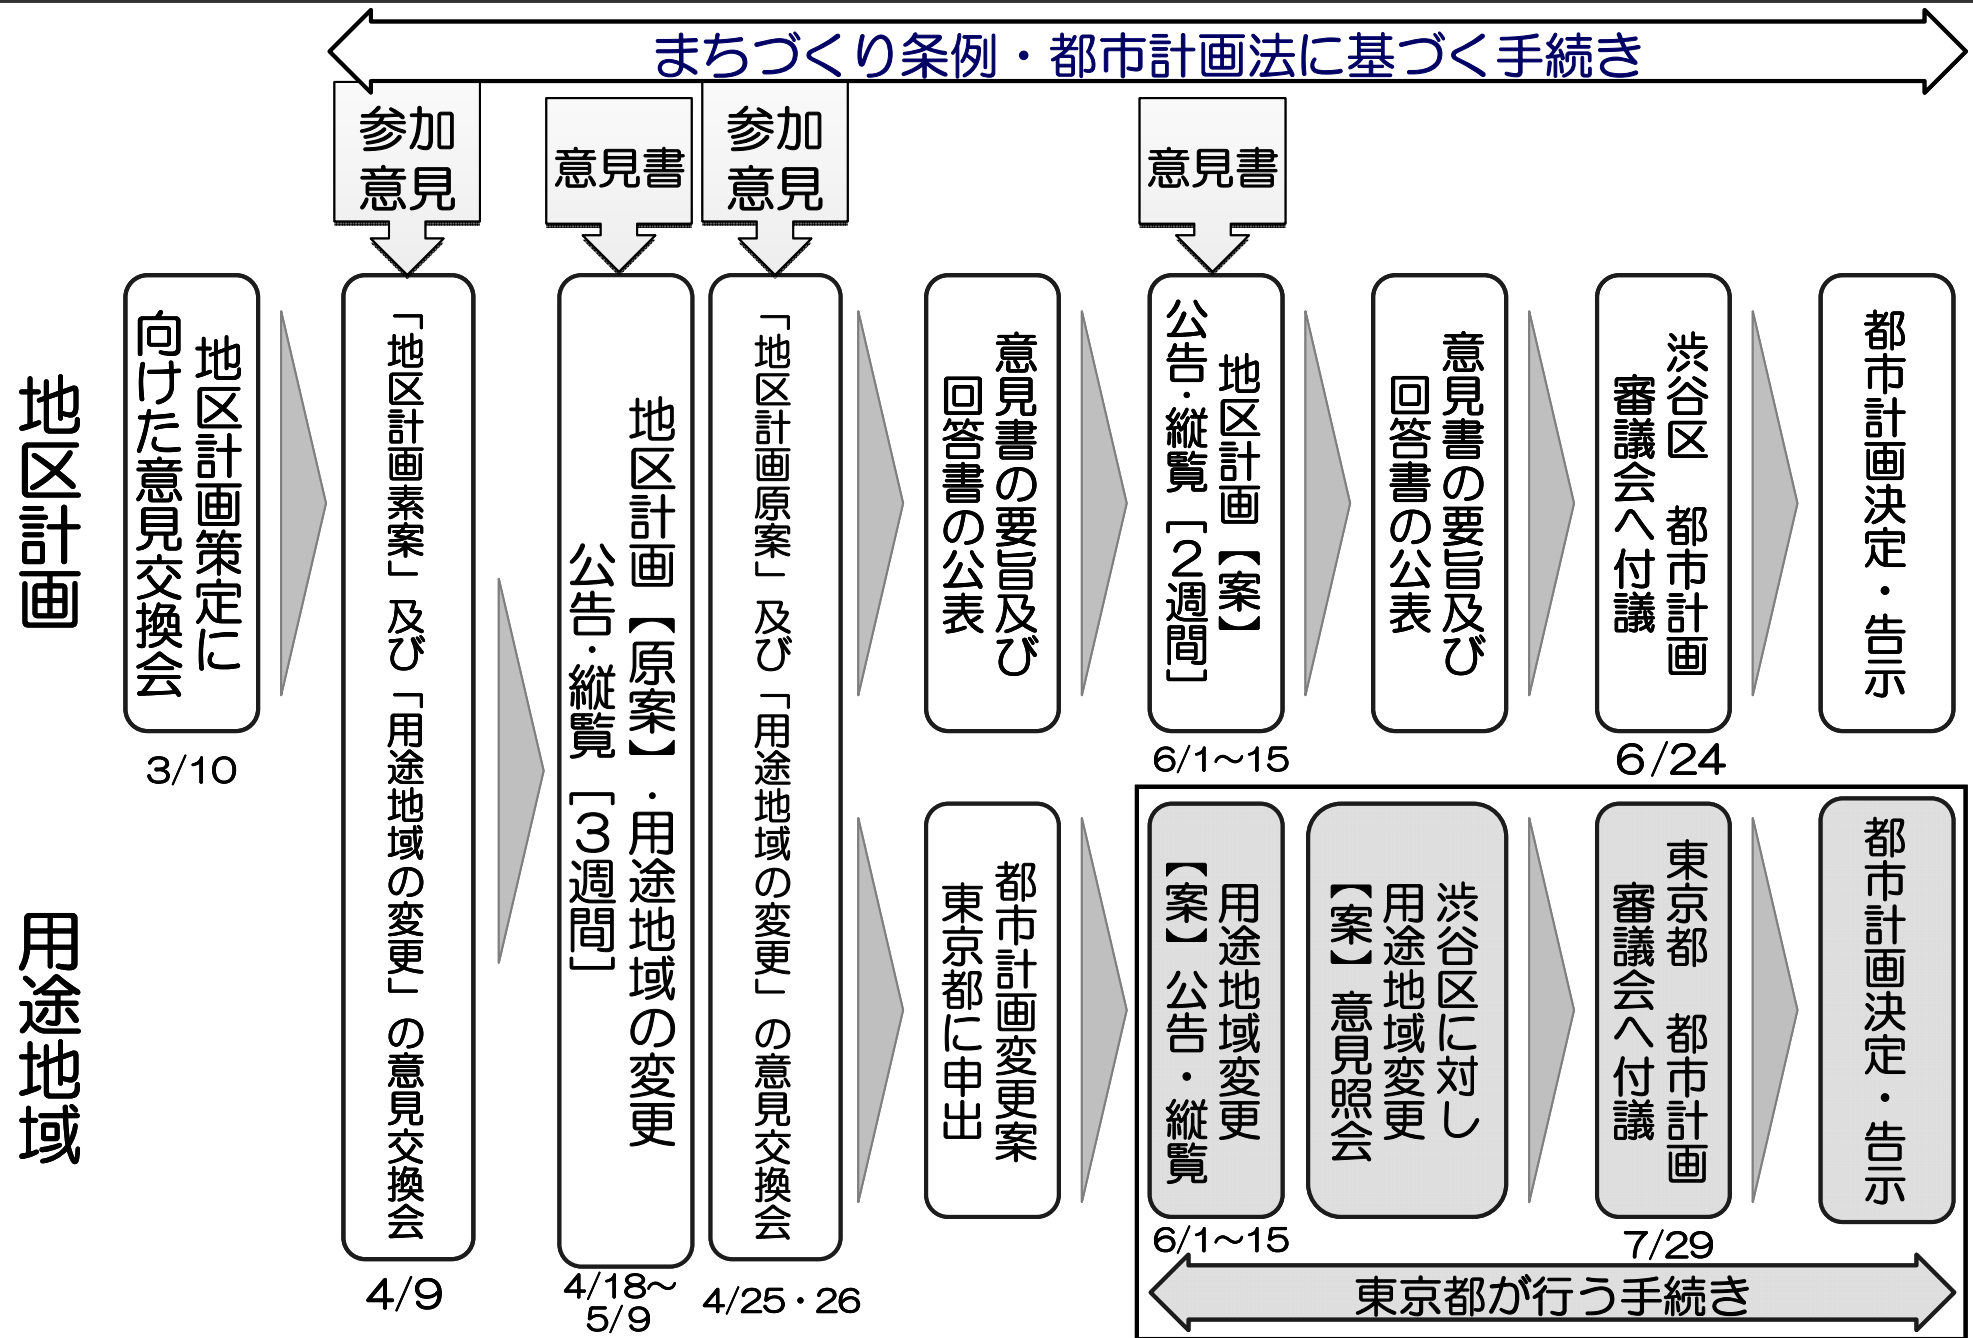 まちづくり条例・都市計画法に基づく手続き
参加
意見
意見書
参加
意見
意見書
地区計画
地区計画策定に
向けた意見交換会
3/10
「地区計画素案」及び「用途地域の変更」の意見交換会
4/9
地区計画【原案】・用途地域の変更
公告・縦覧［3週間］
4/18～
5/9
「地区計画原案」及び「用途地域の変更」の意見交換会
4/25・26
意見書の要旨及び
回答書の公表
地区計画【案】
公告・縦覧［2週間］
6/1～15
意見書の要旨及び
回答書の公表
渋谷区　都市計画
審議会へ付議
6/24
都市計画決定・告示
用途地域
都市計画変更案
東京都に申出
用途地域変更
【案】公告・縦覧
6/1～15
渋谷区に対し
用途地域変更
【案】意見照会
東京都　都市計画
審議会へ付議
7/29
都市計画決定・告示
東京都が行う手続き